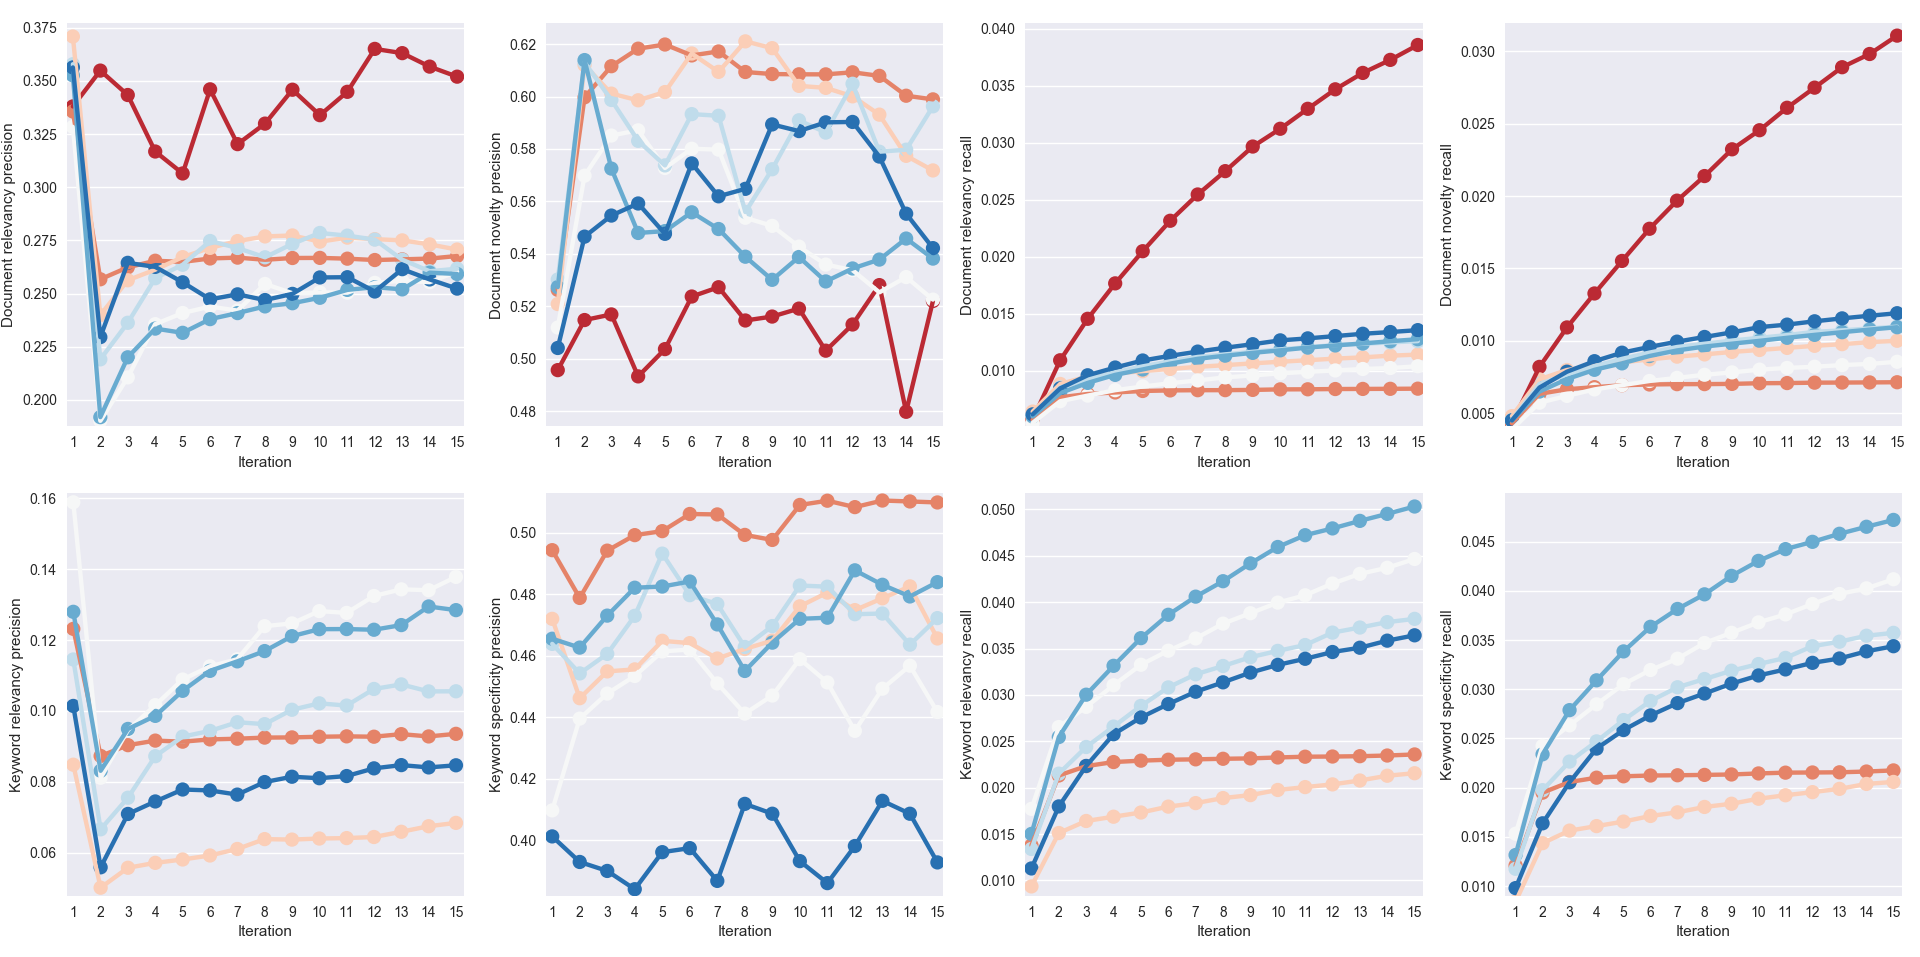 Document relevancy precision
0.375
0.350
0.325
0.300
0.275
0.250
0.225
0.200
1 2 3 4 5 6 7 8 9 10 11 12 13 14 15
Iteration
Document novelty precision
0.62
0.60
0.58
0.56
0.54
0.52
0.50
0.48
1 2 3 4 5 6 7 8 9 10 11 12 13 14 15
Iteration
Document relevancy recall
0.040
0.035
0.030
0.025
0.020
0.015
0.010
1 2 3 4 5 6 7 8 9 10 11 12 13 14 15
Iteration
Document novelty recall
0.030
0.025
0.020
0.015
0.010
0.005
1 2 3 4 5 6 7 8 9 10 11 12 13 14 15
Iteration
Keyword relevancy precision
0.16
0.14
0.12
0.10
0.08
0.06
1 2 3 4 5 6 7 8 9 10 11 12 13 14 15
Iteration
Keyword specificity precision
0.50
0.48
0.46
0.44
0.42
0.40
1 2 3 4 5 6 7 8 9 10 11 12 13 14 15
Iteration
Keyword relevancy recall
0.050
0.045
0.040
0.035
0.030
0.025
0.020
0.015
0.010
1 2 3 4 5 6 7 8 9 10 11 12 13 14 15
Iteration
Keyword specificity recall
0.045
0.040
0.035
0.030
0.025
0.020
0.015
0.010
1 2 3 4 5 6 7 8 9 10 11 12 13 14 15
Iteration